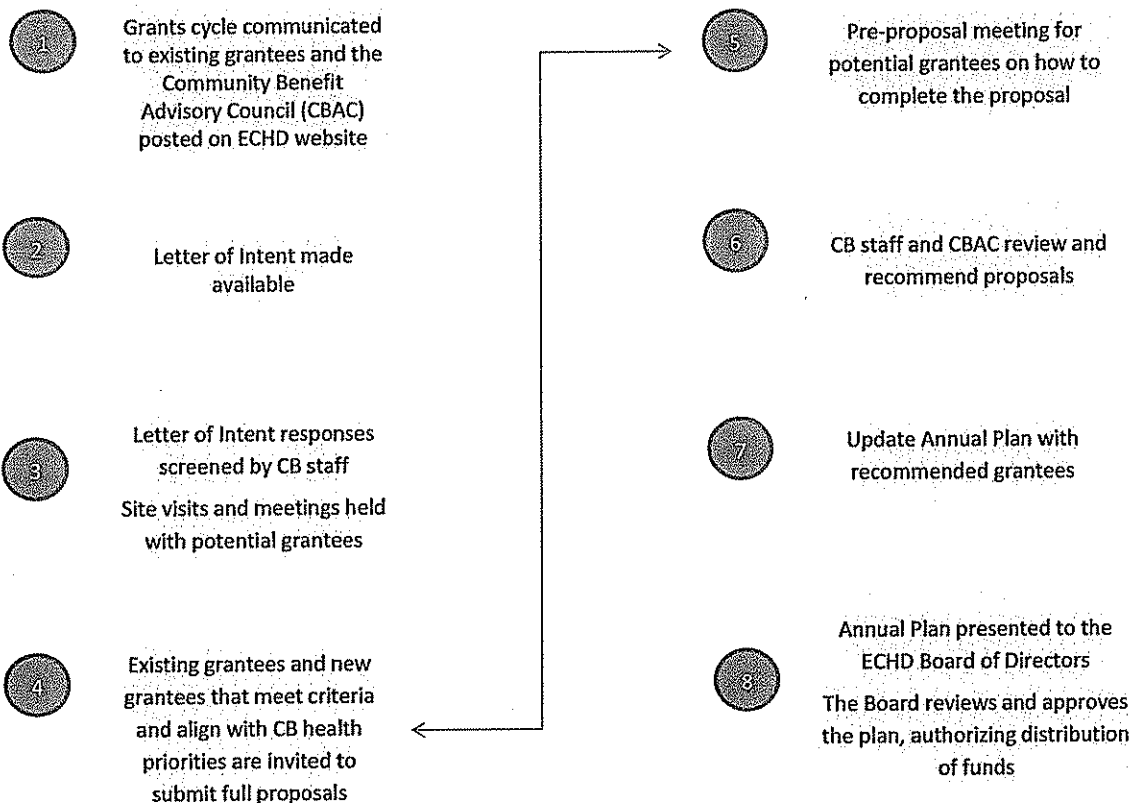 1
Grants cycle communicated
to existing grantees and the
Community Benefit
Advisory Council (CBAC)
posted on ECHD website
2
Letter of Intent made
available
3
Letter of Intent responses
screened by CB staff
Site visits and meetings held
with potential grantees
4
Existing grantees and new
grantees that meet criteria
and align with CB health
priorities are invited to
submit full proposals
5
Pre-proposal meeting for
potential grantees on how to
complete the proposal
6
CB staff and CBAC review and
recommend proposals
7
Update Annual Plan with
recommended grantees
8
Annual Plan presented to the
ECHD Board of Directors
The Board reviews and approves
the plan, authorizing distribution
of funds